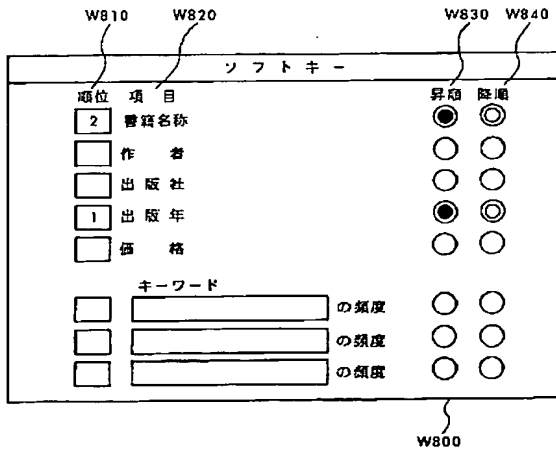 W810 W820 W830 W840
ソフトキー
順位 項目 昇順 降順
2 書籍名称
作者
出版社
1 出版年
価格
キーワード
の頻度
の頻度
の頻度
W800